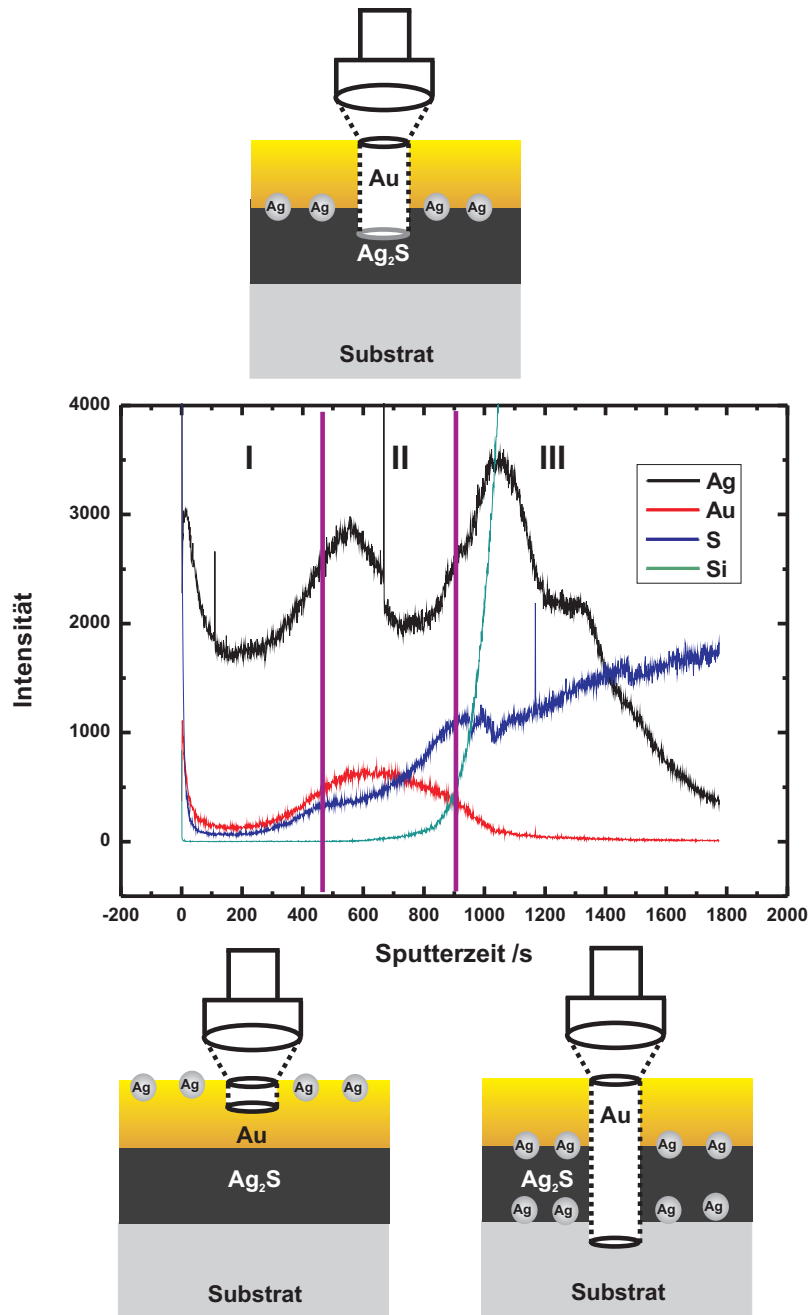 Au
Ag Ag Ag Ag
Ag₂S
Substrat
4000
I II III
Ag
Au
S
Si
3000
2000
1000
0
Intensität
-200 0 200 400 600 800 1000 1200 1400 1600 1800 2000
Sputterzeit /s
Ag Ag Ag Ag
Au
Ag₂S
Substrat
Au
Ag Ag Ag Ag
Ag₂S
Ag Ag Ag Ag
Substrat